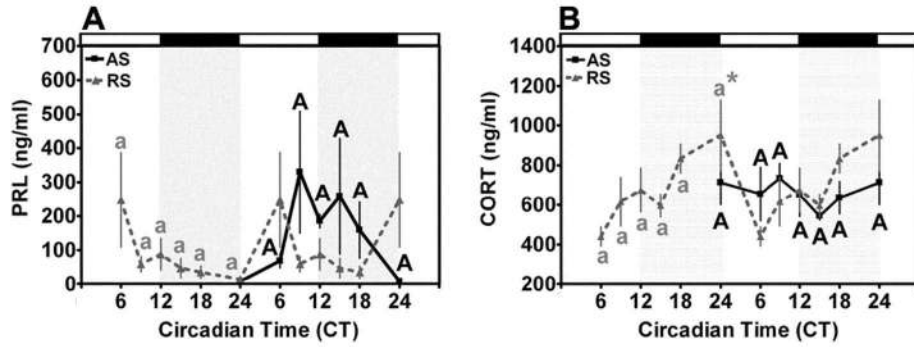 A
700
600
500
400
300
200
100
0
PRL (ng/ml)
AS
RS
a
a
a
a
a
a
A
A
A
A
A
A
A
6 12 18 24 6 12 18 24
Circadian Time (CT)
B
1400
1200
1000
800
600
400
200
CORT (ng/ml)
AS
RS
a
a
a
a
a
a*
A
A
A
A
A
A
A
6 12 18 24 6 12 18 24
Circadian Time (CT)